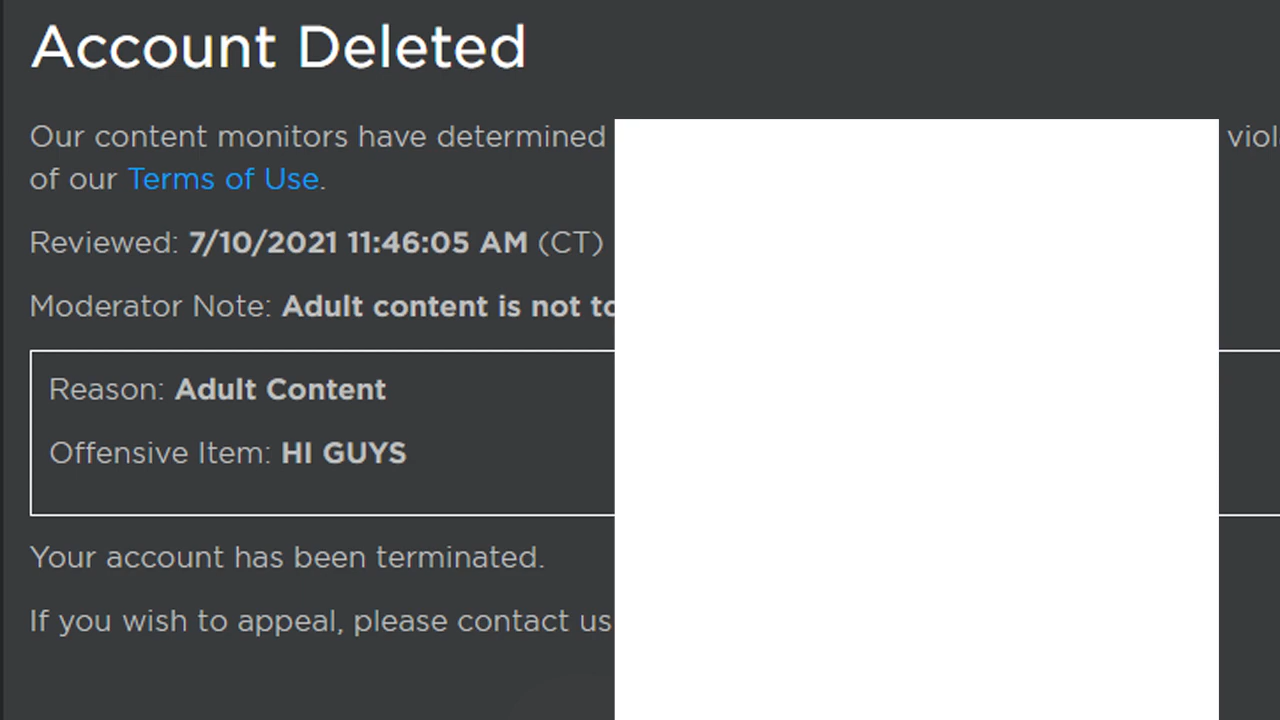 Account Deleted
Our content monitors have determined
of our Terms of Use.
Reviewed: 7/10/2021 11:46:05 AM (CT)
Moderator Note: Adult content is not
Reason: Adult Content
Offensive Item: HI GUYS
Your account has been terminated.
If you wish to appeal, please contact us